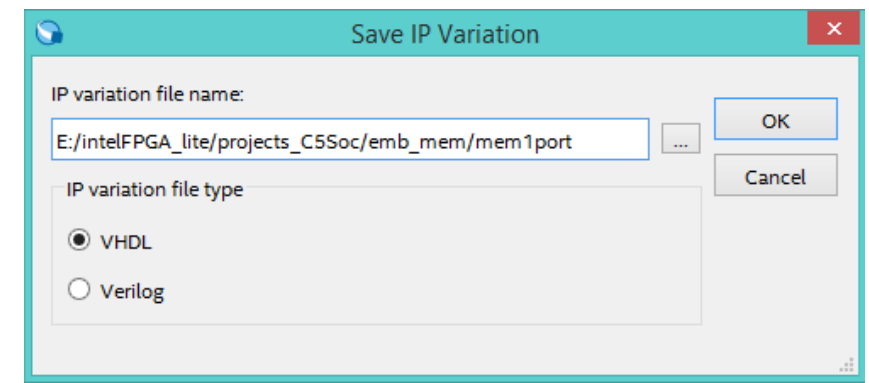 Save IP Variation
IP variation file name:
E:/intelFPGA_lite/projects_C5Soc/emb_mem/mem1port
...
OK
Cancel
IP variation file type
VHDL
Verilog